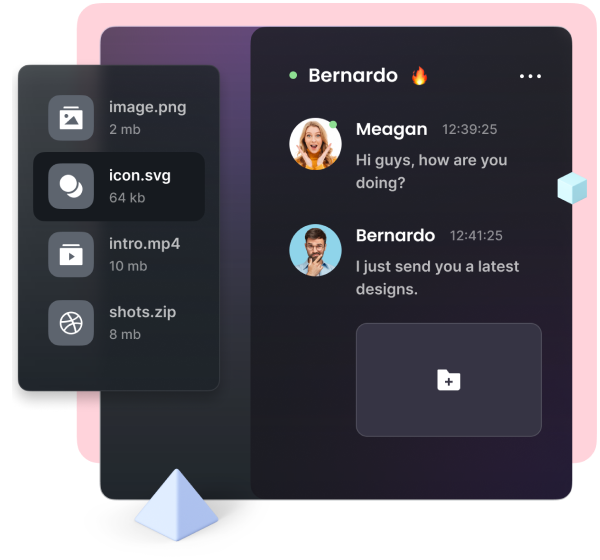 image.png
2 mb
icon.svg
64 kb
intro.mp4
10 mb
shots.zip
8 mb
Bernardo 🔥
Meagan 12:39:25
Hi guys, how are you
doing?
Bernardo 12:41:25
I just send you a latest
designs.